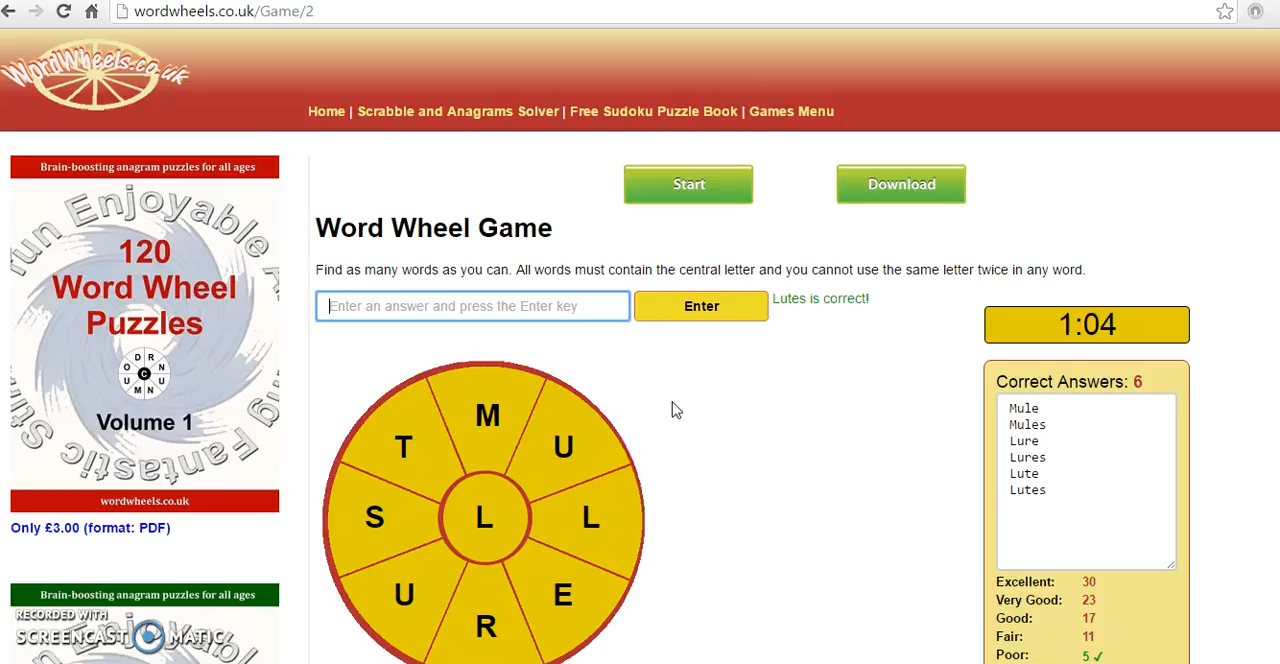 wordwheels.co.uk/Game/2
WordWheels.co.uk
Home | Scrabble and Anagrams Solver | Free Sudoku Puzzle Book | Games Menu
Brain-boosting anagram puzzles for all ages
Fun Enjoyable
120
Word Wheel
Puzzles
D R
O N
C
U U
M N
Volume 1
wordwheels.co.uk
Only £3.00 (format: PDF)
Brain-boosting anagram puzzles for all ages
RECORDED WITH
SCREENCAST MATIC
Start
Download
Word Wheel Game
Find as many words as you can. All words must contain the central letter and you cannot use the same letter twice in any word.
Enter an answer and press the Enter key
Enter
Lutes is correct!
M
T U
S L L
U E
R
1:04
Correct Answers: 6
Mule
Mules
Lure
Lures
Lute
Lutes
Excellent: 30
Very Good: 23
Good: 17
Fair: 11
Poor: 5 ✓